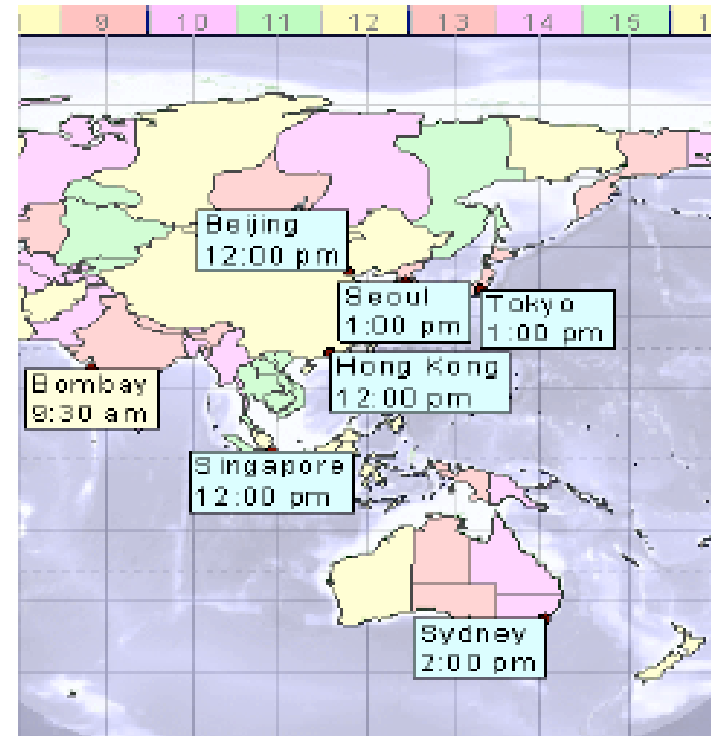 9 10 11 12 13 14 15 1
Beijing
12:00 pm
Seoul
1:00 pm
Tokyo
1:00 pm
Hong Kong
12:00 pm
Bombay
9:30 am
Singapore
12:00 pm
Sydney
2:00 pm